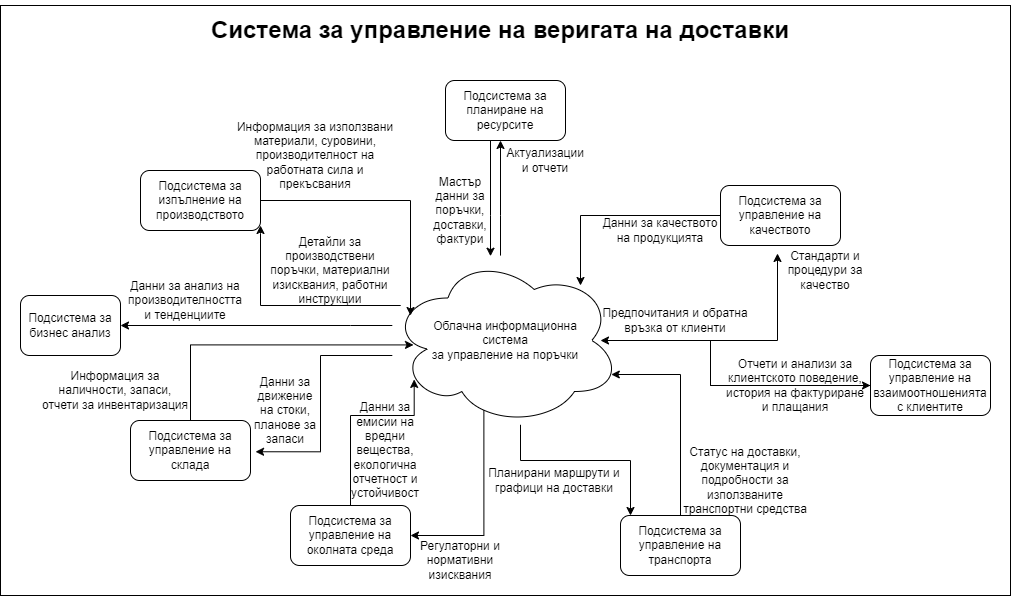 Система за управление на веригата на доставки
Подсистема за
планиране на
ресурсите
Информация за използвани
материали, суровини,
производителност на
работната сила и
прекъсвания
Актуализации
и отчети
Мастър
данни за
поръчки,
доставки,
фактури
Подсистема за
изпълнение на
производството
Подсистема за
управление на
качеството
Данни за качеството
на продукцията
Детайли за
производствени
поръчки, материални
изисквания, работни
инструкции
Стандарти и
процедури за
качество
Данни за анализ на
производителността
и тенденциите
Подсистема за
бизнес анализ
Облачна информационна
система
за управление на поръчки
Предпочитания и обратна
връзка от клиенти
Информация за
наличности, запаси,
отчети за инвентаризация
Данни за
движение
на стоки,
планове за
запаси
Отчети и анализи за
клиентското поведение,
история на фактуриране
и плащания
Подсистема за
управление на
взаимоотношенията
с клиентите
Данни за
емисии на
вредни
вещества,
екологична
отчетност и
устойчивост
Подсистема за
управление на
склада
Планирани маршрути и
графици на доставки
Статус на доставки,
документация и
подробности за
използваните
транспортни средства
Подсистема за
управление на
околната среда
Регулаторни и
нормативни
изисквания
Подсистема за
управление на
транспорта